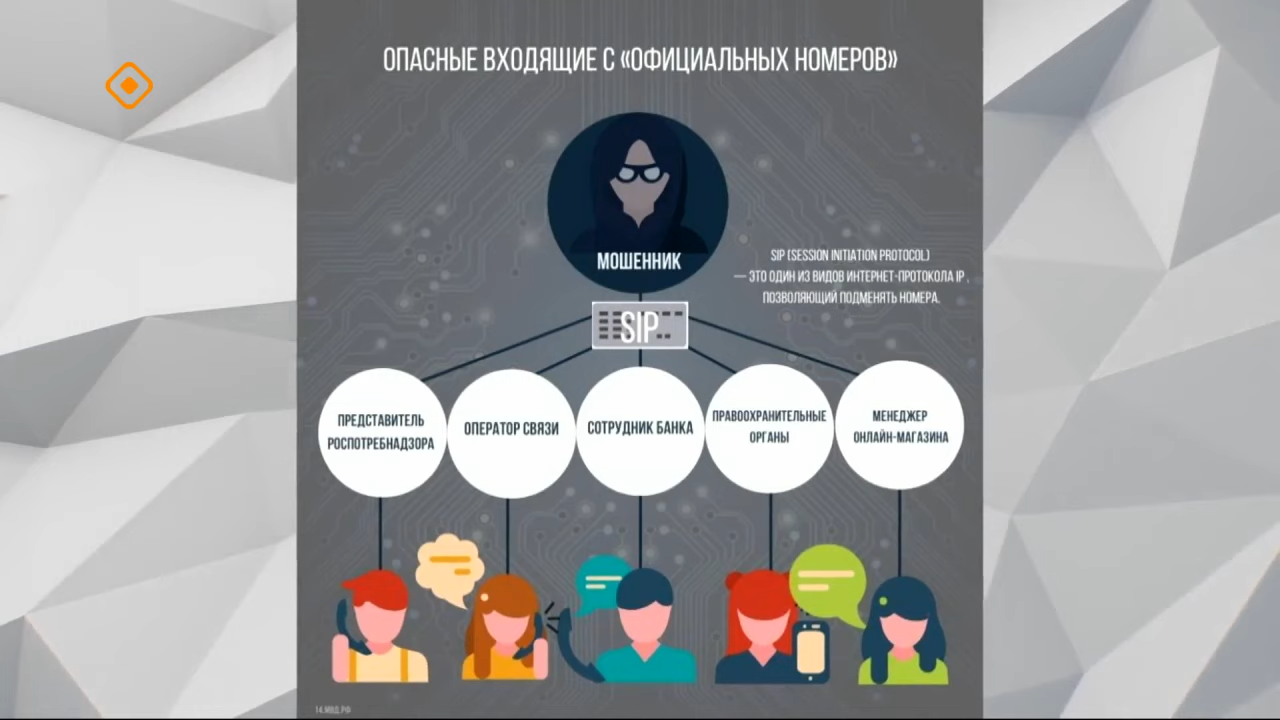 ОПАСНЫЕ ВХОДЯЩИЕ С «ОФИЦИАЛЬНЫХ НОМЕРОВ»
МОШЕННИК
SIP (SESSION INITIATION PROTOCOL)
— ЭТО ОДИН ИЗ ВИДОВ ИНТЕРНЕТ-ПРОТОКОЛА IP ,
ПОЗВОЛЯЮЩИЙ ПОДМЕНЯТЬ НОМЕРА.
SIP
ПРЕДСТАВИТЕЛЬ
РОСПОТРЕБНАДЗОРА
ОПЕРАТОР СВЯЗИ
СОТРУДНИК БАНКА
ПРАВООХРАНИТЕЛЬНЫЕ
ОРГАНЫ
МЕНЕДЖЕР
ОНЛАЙН-МАГАЗИНА
14.МВД.РФ